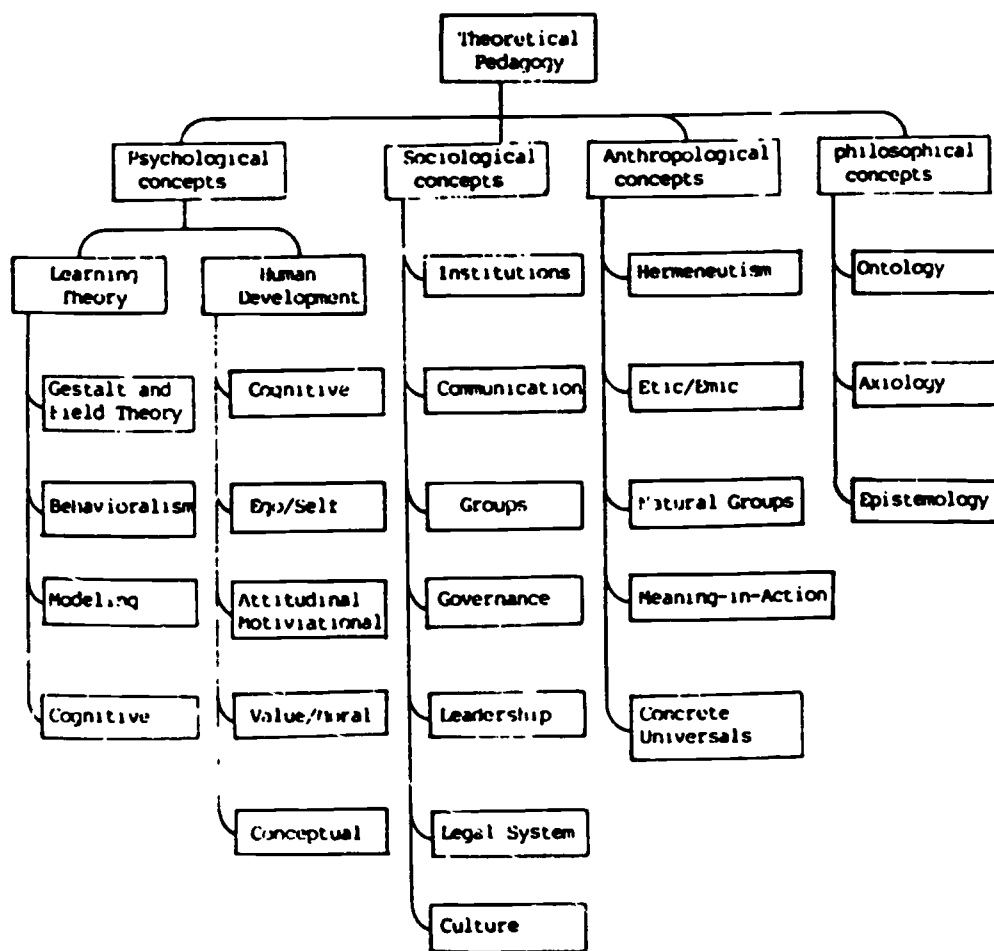 Theoretical
Pedagogy
Psychological
concepts
Sociological
concepts
Anthropological
concepts
philosophical
concepts
Learning
Theory
Human
Development
Institutions
Hermeneutism
Ontology
Gestalt and
Field Theory
Cognitive
Communication
Etic/Emic
Axiology
Behavioralism
Ego/Self
Groups
Natural Groups
Epistemology
Modeling
Attitudinal
Motiviational
Governance
Meaning-in-Action
Cognitive
Value/Moral
Leadership
Concrete
Universals
Conceptual
Legal System
Culture